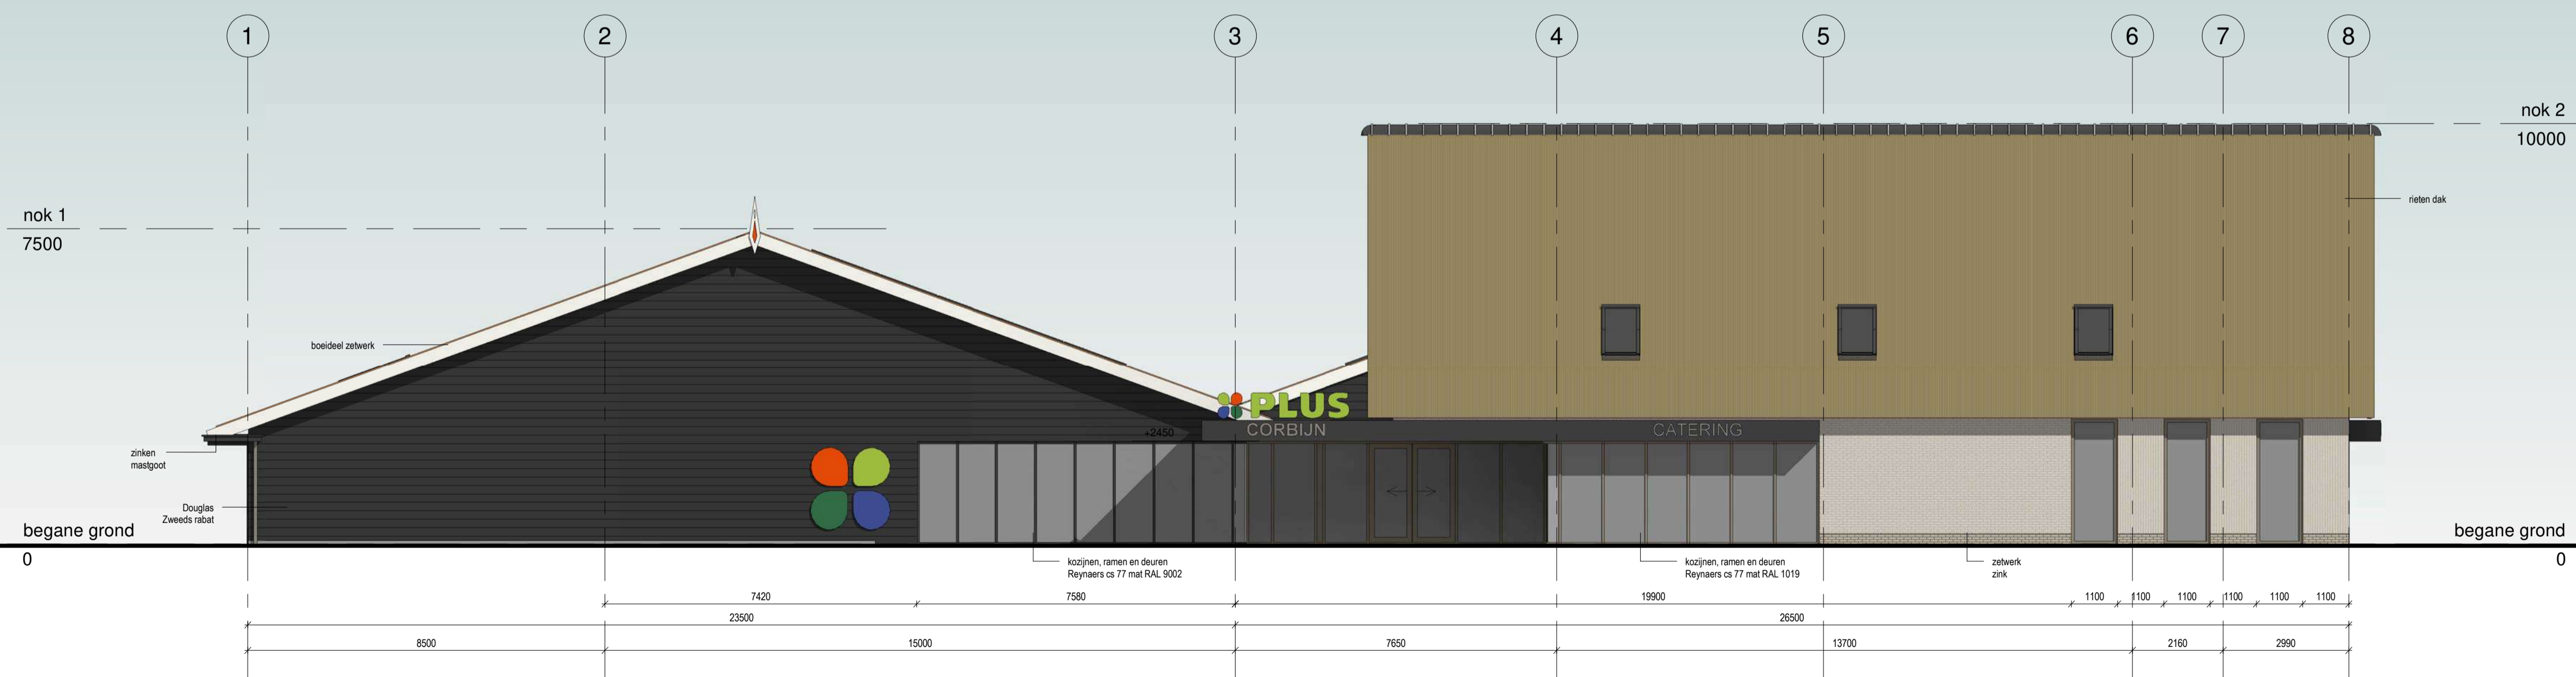 1
2
3
4
5
6
7
8
nok 2
10000
rieten dak
nok 1
7500
boeideel zetwerk
PLUS
CORBIJN
CATERING
+2450
zinken
mastgoot
Douglas
Zweeds rabat
begane grond
0
begane grond
0
kozijnen, ramen en deuren
Reynaers cs 77 mat RAL 9002
kozijnen, ramen en deuren
Reynaers cs 77 mat RAL 1019
zetwerk
zink
7420 7580 19900 1100 1100 1100 1100 1100 1100
23500 26500
8500 15000 7650 13700 2160 2990